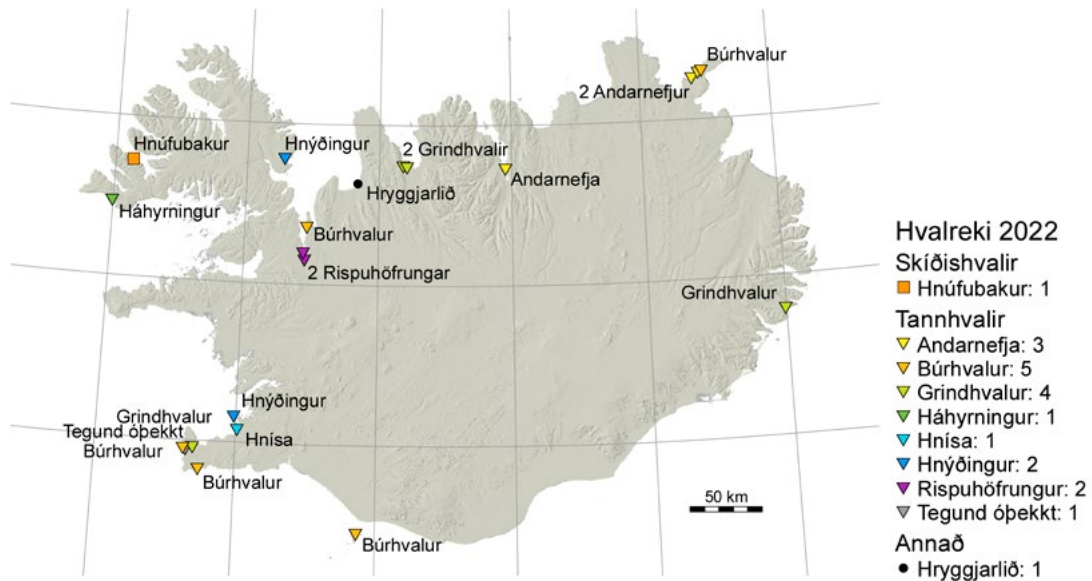 Búrhvalur
2 Andarnefjur
Hnúfubakur
Hnýðingur
2 Grindhvalir
Andarnefja
Hryggjarlið
Háhyrningur
Búrhvalur
2 Rispuhöfrungar
Grindhvalur
Hnýðingur
Grindhvalur
Tegund óþekkt
Hnísa
Búrhvalur
Búrhvalur
Búrhvalur
50 km
Hvalreki 2022
Skíðishvalir
Hnúfubakur: 1
Tannhvalir
Andarnefja: 3
Búrhvalur: 5
Grindhvalur: 4
Háhyrningur: 1
Hnísa: 1
Hnýðingur: 2
Rispuhöfrungur: 2
Tegund óþekkt: 1
Annað
Hryggjarlið: 1